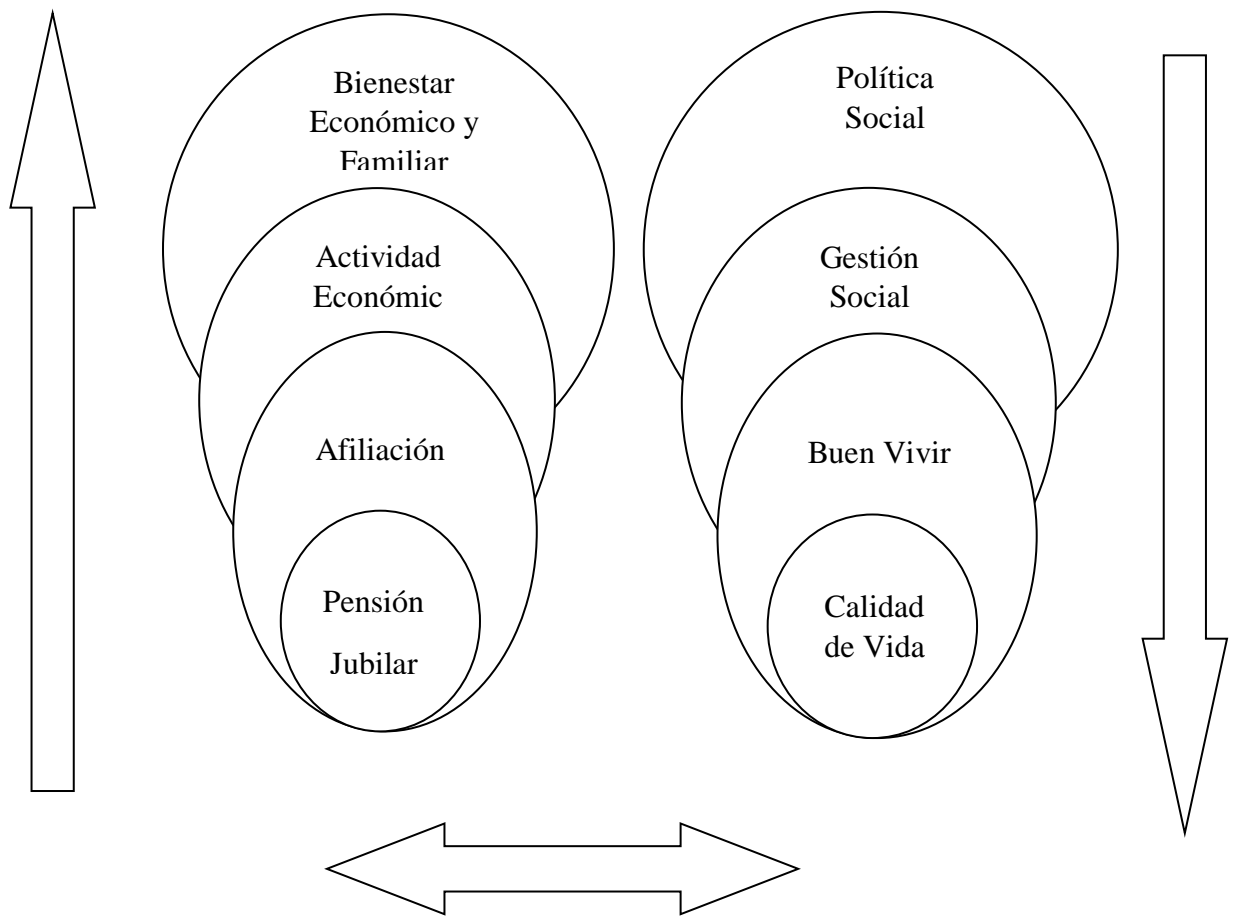 Bienestar
Económico y
Familiar
Actividad
Económic
Afiliación
Pensión
Jubilar
Política
Social
Gestión
Social
Buen Vivir
Calidad
de Vida